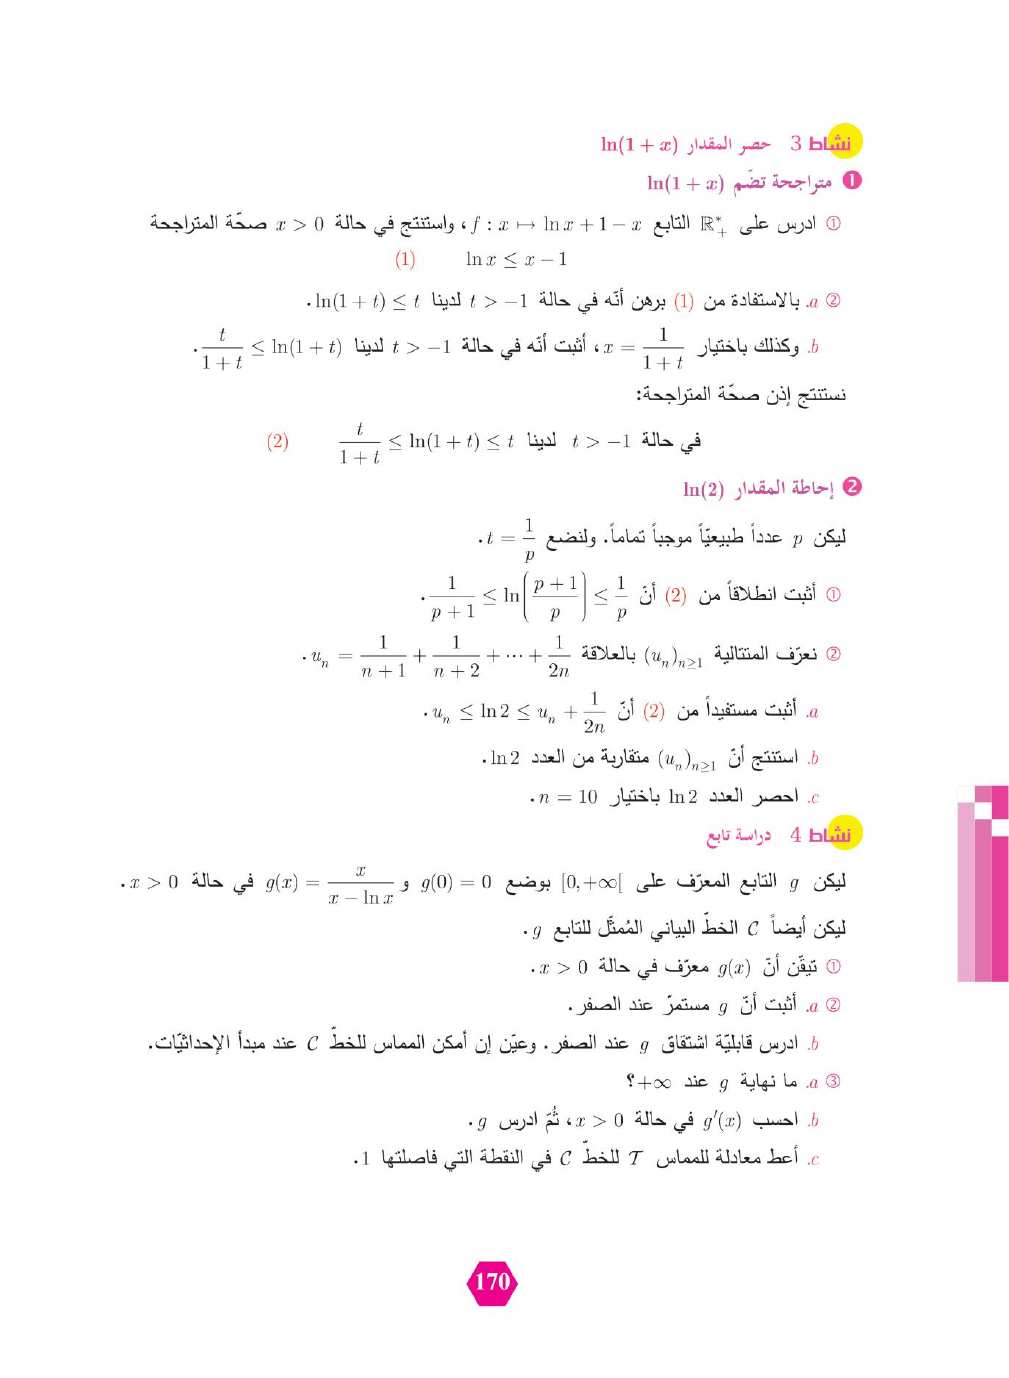 نشاط 3 حصر المقدار ln(1 + x)
❶ متراجحة تضّم ln(1 + x)
① ادرس على ℝ₊* التابع f : x ↦ ln x + 1 − x ، واستنتج في حالة x > 0 صحّة المتراجحة
ln x ≤ x − 1 (1)
② a. بالاستفادة من (1) برهن أنّه في حالة t > −1 لدينا ln(1 + t) ≤ t .
b. وكذلك باختيار x = 1/(1 + t) ، أثبت أنّه في حالة t > −1 لدينا t/(1 + t) ≤ ln(1 + t) .
نستنتج إذن صحّة المتراجحة:
في حالة t > −1 لدينا t/(1 + t) ≤ ln(1 + t) ≤ t (2)
❷ إحاطة المقدار ln(2)
ليكن p عدداً طبيعيّاً موجباً تماماً. ولنضع t = 1/p .
① أثبت انطلاقاً من (2) أنّ 1/(p + 1) ≤ ln((p + 1)/p) ≤ 1/p .
② نعرّف المتتالية (uₙ)ₙ≥₁ بالعلاقة uₙ = 1/(n + 1) + 1/(n + 2) + ··· + 1/2n .
a. أثبت مستفيداً من (2) أنّ uₙ ≤ ln 2 ≤ uₙ + 1/2n .
b. استنتج أنّ (uₙ)ₙ≥₁ متقاربة من العدد ln 2 .
c. احصر العدد ln 2 باختيار n = 10 .
نشاط 4 دراسة تابع
ليكن g التابع المعرّف على [0,+∞[ بوضع g(0) = 0 و g(x) = x/(x − ln x) في حالة x > 0 .
ليكن أيضاً C الخطّ البياني المُمثّل للتابع g .
① تيقّن أنّ g(x) معرّف في حالة x > 0 .
② a. أثبت أنّ g مستمرّ عند الصفر .
b. ادرس قابليّة اشتقاق g عند الصفر . وعيّن إن أمكن المماس للخطّ C عند مبدأ الإحداثيّات.
③ a. ما نهاية g عند +∞؟
b. احسب g′(x) في حالة x > 0 ، ثُمّ ادرس g .
c. أعط معادلة للمماس T للخطّ C في النقطة التي فاصلتها 1 .
170